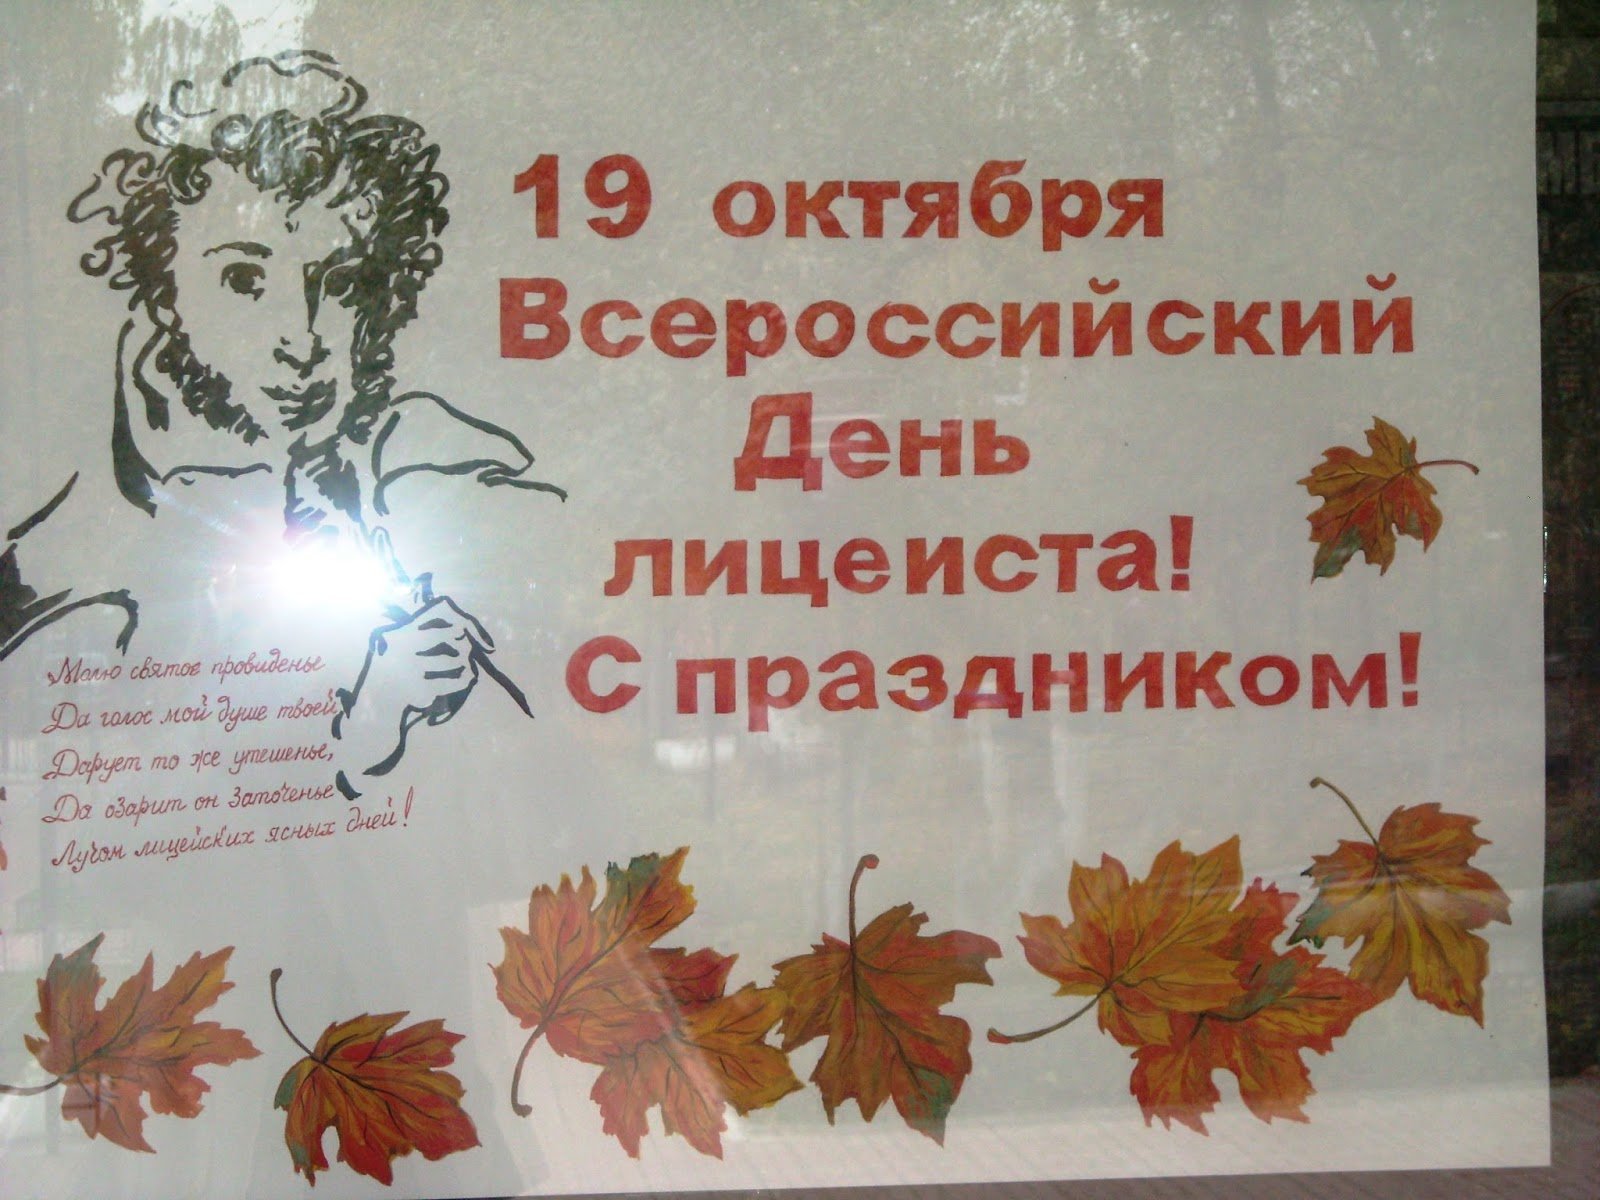 19 октября
Всероссийский
День
лицеиста!
С праздником!
Молю святое провиденье
Да голос мой душе твоей
Дарует то же утешенье,
Да озарит он заточенье
Лучом лицейских ясных дней!